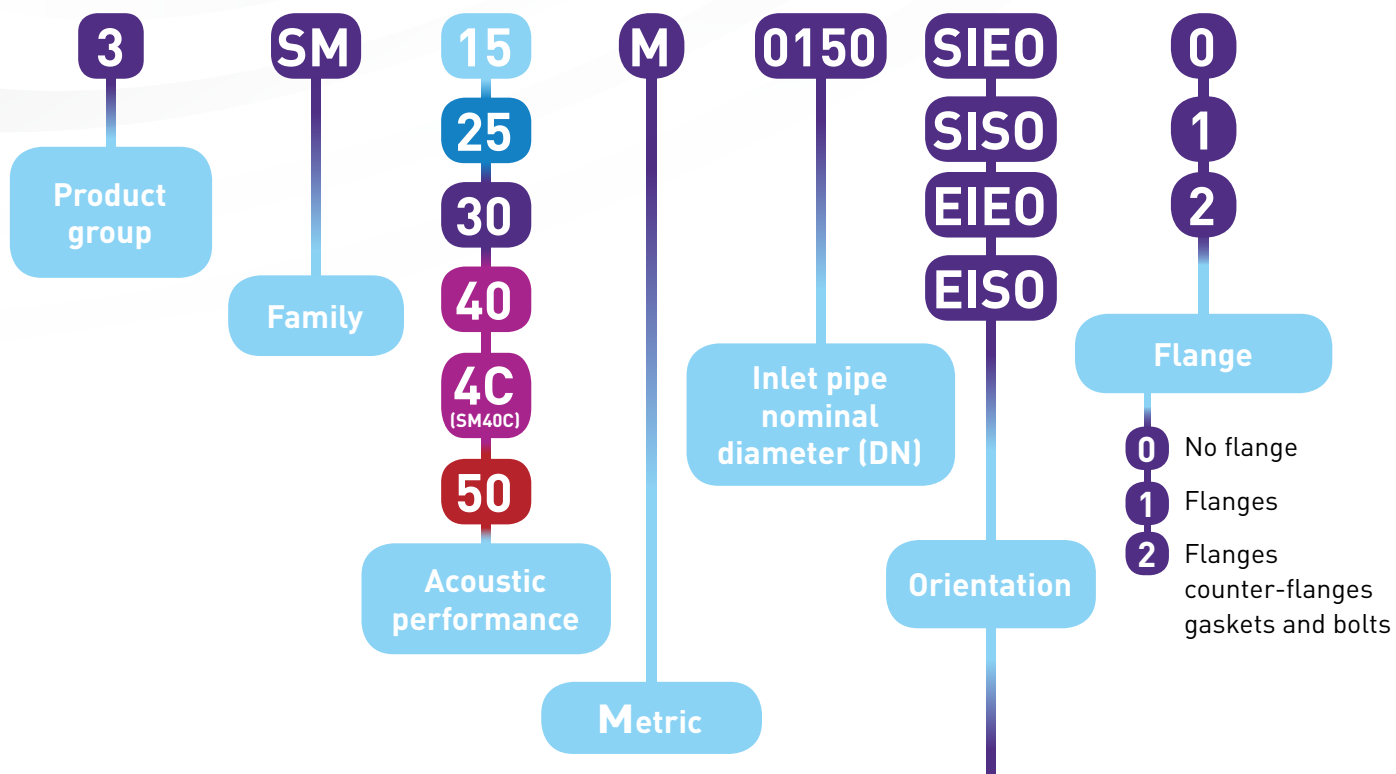 3 SM 15 M 0150 SIEO 0
25 SISO 1
30 EIEO 2
40 EISO
4C
(SM40C)
50
Product
group
Family
Acoustic
performance
Metric
Inlet pipe
nominal
diameter (DN)
Orientation
Flange
0 No flange
1 Flanges
2 Flanges
counter-flanges
gaskets and bolts